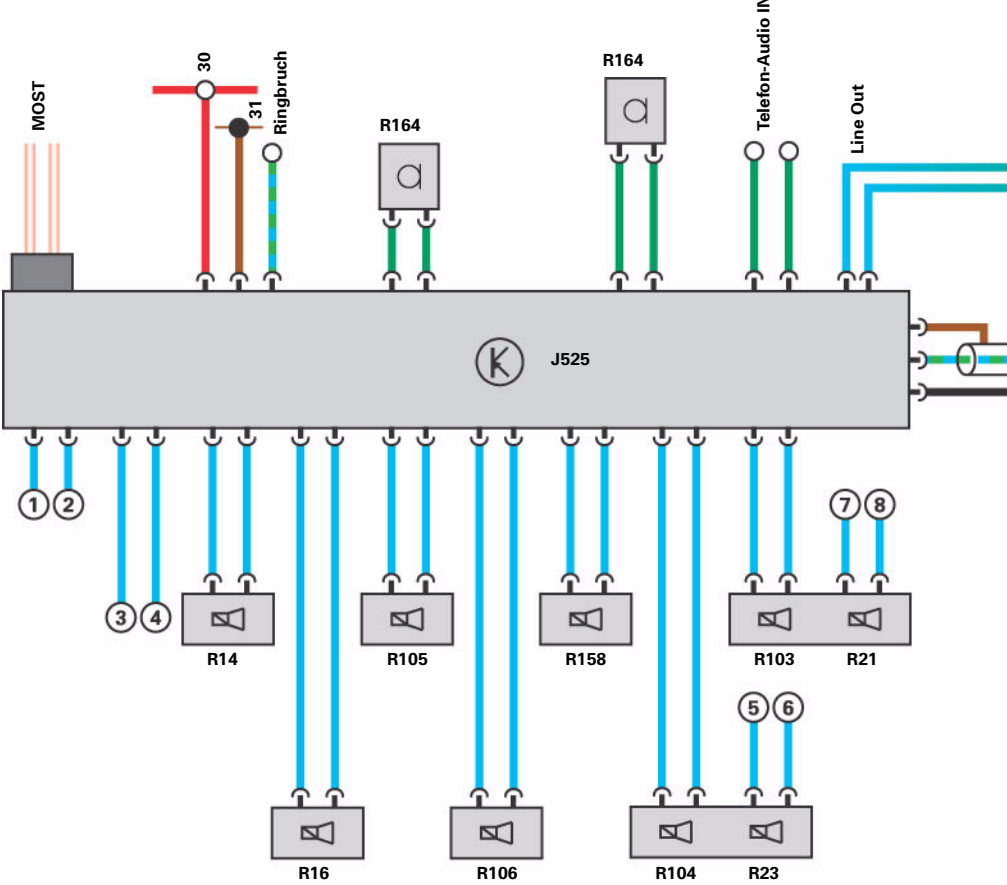 MOST
30
31
Ringbruch
R164
R164
Telefon-Audio IN
Line Out
J525
1
2
3
4
R14
R105
R158
7
8
R103
R21
5
6
R16
R106
R104
R23